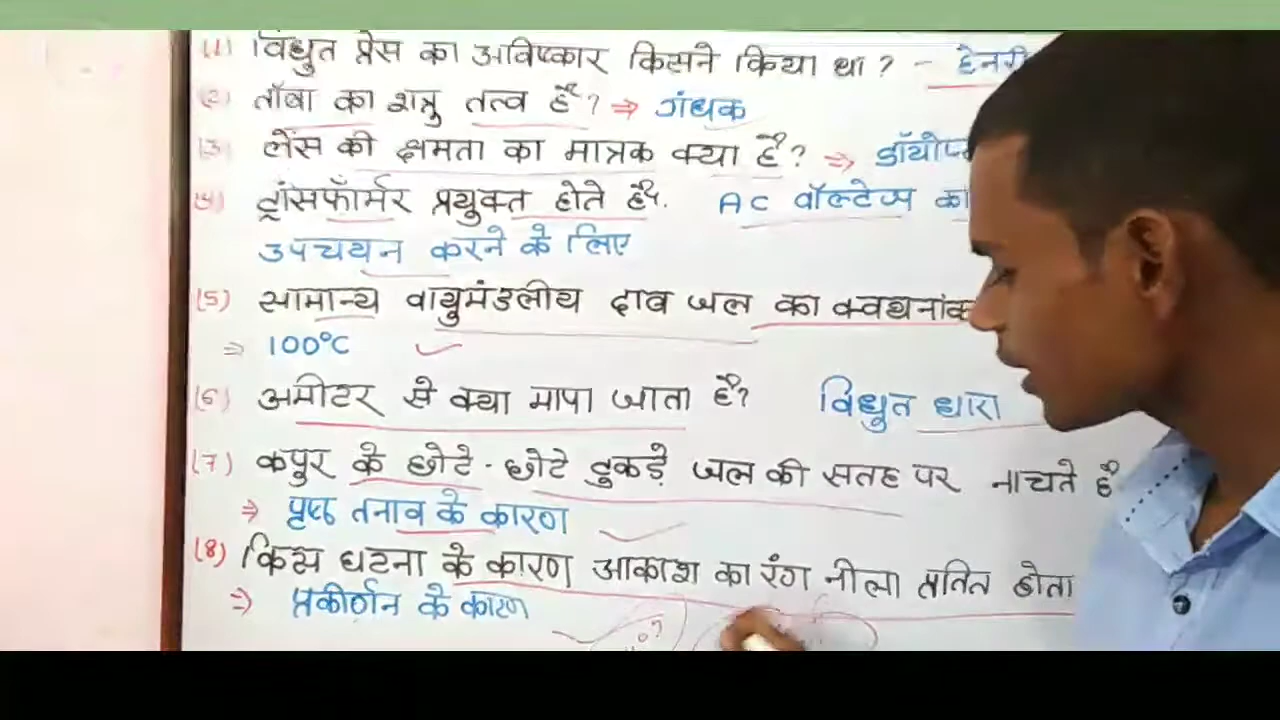 (1) विद्युत प्रेस का अविष्कार किसने किया था? - हेनरी
(2) ताँबा का शत्रु तत्व है? ⇒ गंधक
(3) लेंस की क्षमता का मात्रक क्या है? ⇒ डॉयोप्
(4) ट्रांसफॉर्मर प्रयुक्त होते हैं. AC वॉल्टेज का
उपचयन करने के लिए
(5) सामान्य वायुमंडलीय दाब जल का क्वथनांक
⇒ 100°C
(6) अमीटर से क्या मापा जाता है? विधुत धारा
(7) कपुर के छोटे-छोटे टुकड़े जल की सतह पर नाचते है
⇒ पृष्ठ तनाव के कारण
(8) किस घटना के कारण आकाश का रंग नीला प्रतित होता
⇒ प्रकीर्णन के कारण